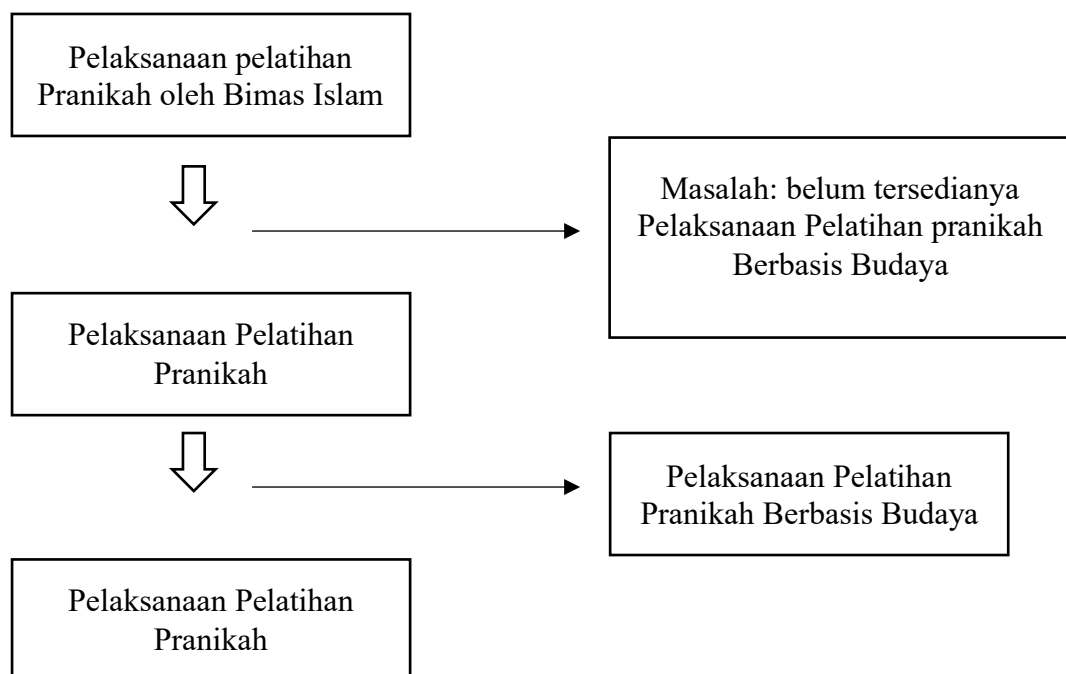 Pelaksanaan pelatihan
Pranikah oleh Bimas Islam
Masalah: belum tersedianya
Pelaksanaan Pelatihan pranikah
Berbasis Budaya
Pelaksanaan Pelatihan
Pranikah
Pelaksanaan Pelatihan
Pranikah Berbasis Budaya
Pelaksanaan Pelatihan
Pranikah